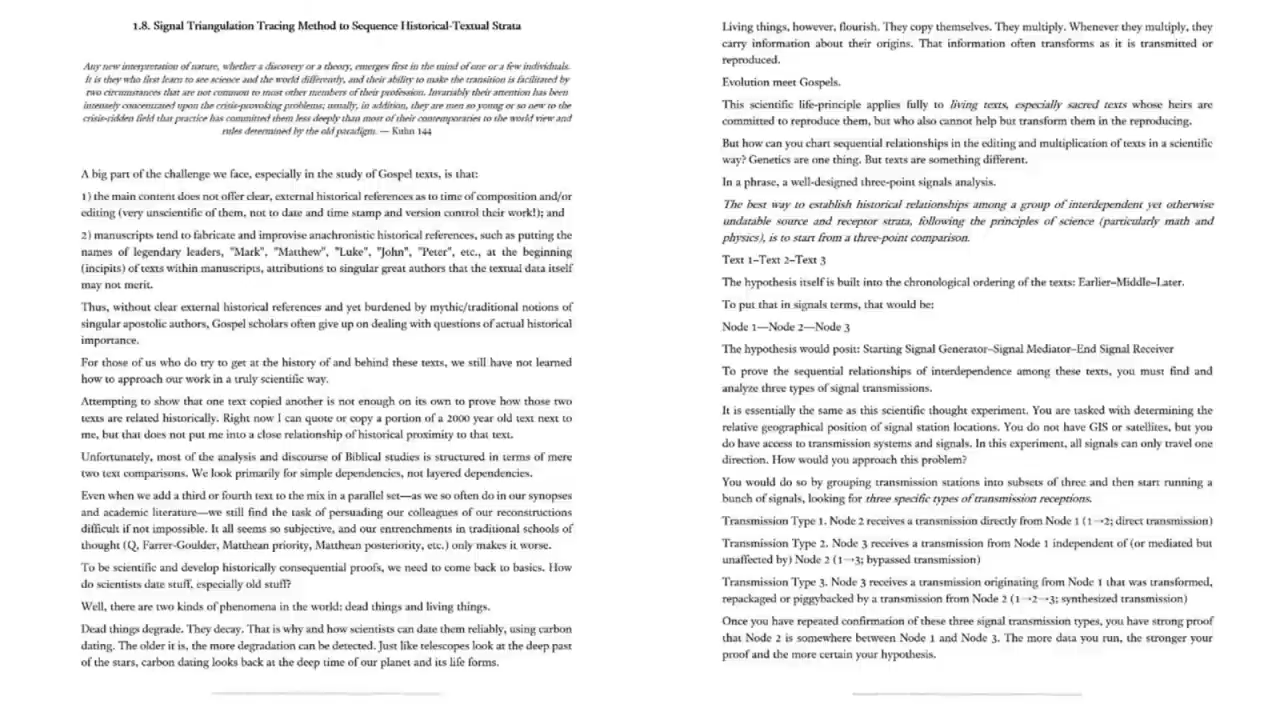 1.8. Signal Triangulation Tracing Method to Sequence Historical-Textual Strata
Any new interpretation of nature, whether a discovery or a theory, emerges first in the mind of one or a few individuals.
It is they who first learn to see science and the world differently, and their ability to make the transition is facilitated by
two circumstances that are not common to most other members of their profession. Invariably their attention has been
intensely concentrated upon the crisis-provoking problems; usually, in addition, they are men so young or so new to the
crisis-ridden field that practice has committed them less deeply than most of their contemporaries to the world view and
rules determined by the old paradigm. — Kuhn 144
A big part of the challenge we face, especially in the study of Gospel texts, is that:
1) the main content does not offer clear, external historical references as to time of composition and/or
editing (very unscientific of them, not to date and time stamp and version control their work!); and
2) manuscripts tend to fabricate and improvise anachronistic historical references, such as putting the
names of legendary leaders, "Mark", "Matthew", "Luke", "John", "Peter", etc., at the beginning
(incipits) of texts within manuscripts, attributions to singular great authors that the textual data itself
may not merit.
Thus, without clear external historical references and yet burdened by mythic/traditional notions of
singular apostolic authors, Gospel scholars often give up on dealing with questions of actual historical
importance.
For those of us who do try to get at the history of and behind these texts, we still have not learned
how to approach our work in a truly scientific way.
Attempting to show that one text copied another is not enough on its own to prove how those two
texts are related historically. Right now I can quote or copy a portion of a 2000 year old text next to
me, but that does not put me into a close relationship of historical proximity to that text.
Unfortunately, most of the analysis and discourse of Biblical studies is structured in terms of mere
two text comparisons. We look primarily for simple dependencies, not layered dependencies.
Even when we add a third or fourth text to the mix in a parallel set—as we so often do in our synopses
and academic literature—we still find the task of persuading our colleagues of our reconstructions
difficult if not impossible. It all seems so subjective, and our entrenchments in traditional schools of
thought (Q, Farrer-Goulder, Matthean priority, Matthean posteriority, etc.) only makes it worse.
To be scientific and develop historically consequential proofs, we need to come back to basics. How
do scientists date stuff, especially old stuff?
Well, there are two kinds of phenomena in the world: dead things and living things.
Dead things degrade. They decay. That is why and how scientists can date them reliably, using carbon
dating. The older it is, the more degradation can be detected. Just like telescopes look at the deep past
of the stars, carbon dating looks back at the deep time of our planet and its life forms.
Living things, however, flourish. They copy themselves. They multiply. Whenever they multiply, they
carry information about their origins. That information often transforms as it is transmitted or
reproduced.
Evolution meet Gospels.
This scientific life-principle applies fully to living texts, especially sacred texts whose heirs are
committed to reproduce them, but who also cannot help but transform them in the reproducing.
But how can you chart sequential relationships in the editing and multiplication of texts in a scientific
way? Genetics are one thing. But texts are something different.
In a phrase, a well-designed three-point signals analysis.
The best way to establish historical relationships among a group of interdependent yet otherwise
undatable source and receptor strata, following the principles of science (particularly math and
physics), is to start from a three-point comparison.
Text 1–Text 2–Text 3
The hypothesis itself is built into the chronological ordering of the texts: Earlier–Middle–Later.
To put that in signals terms, that would be:
Node 1—Node 2—Node 3
The hypothesis would posit: Starting Signal Generator–Signal Mediator–End Signal Receiver
To prove the sequential relationships of interdependence among these texts, you must find and
analyze three types of signal transmissions.
It is essentially the same as this scientific thought experiment. You are tasked with determining the
relative geographical position of signal station locations. You do not have GIS or satellites, but you
do have access to transmission systems and signals. In this experiment, all signals can only travel one
direction. How would you approach this problem?
You would do so by grouping transmission stations into subsets of three and then start running a
bunch of signals, looking for three specific types of transmission receptions.
Transmission Type 1. Node 2 receives a transmission directly from Node 1 (1→2; direct transmission)
Transmission Type 2. Node 3 receives a transmission from Node 1 independent of (or mediated but
unaffected by) Node 2 (1→3; bypassed transmission)
Transmission Type 3. Node 3 receives a transmission originating from Node 1 that was transformed,
repackaged or piggybacked by a transmission from Node 2 (1→2→3; synthesized transmission)
Once you have repeated confirmation of these three signal transmission types, you have strong proof
that Node 2 is somewhere between Node 1 and Node 3. The more data you run, the stronger your
proof and the more certain your hypothesis.